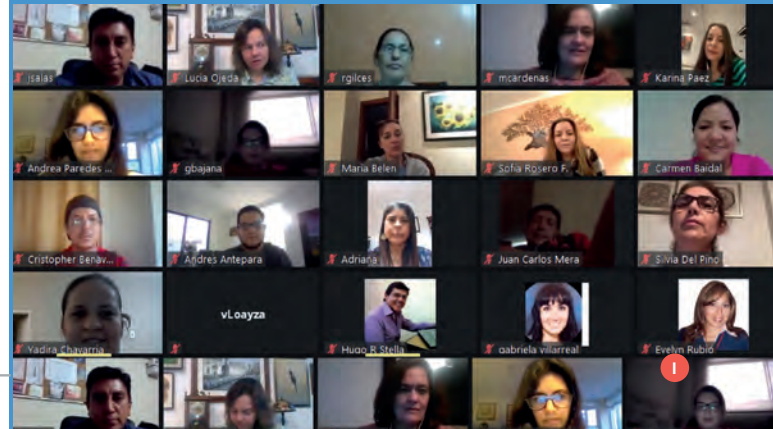 jsalas
Lucia Ojeda
rgilces
mcardenas
Karina Paez
Andrea Paredes ...
gbajana
Maria Belen
Sofia Rosero F.
Carmen Baidal
Cristopher Benav...
Andres Antepara
Adriana
Juan Carlos Mera
Silvia Del Pino
Yadira Chavarria
vLoayza
Hugo R Stella
gabriela villarreal
Evelyn Rubio